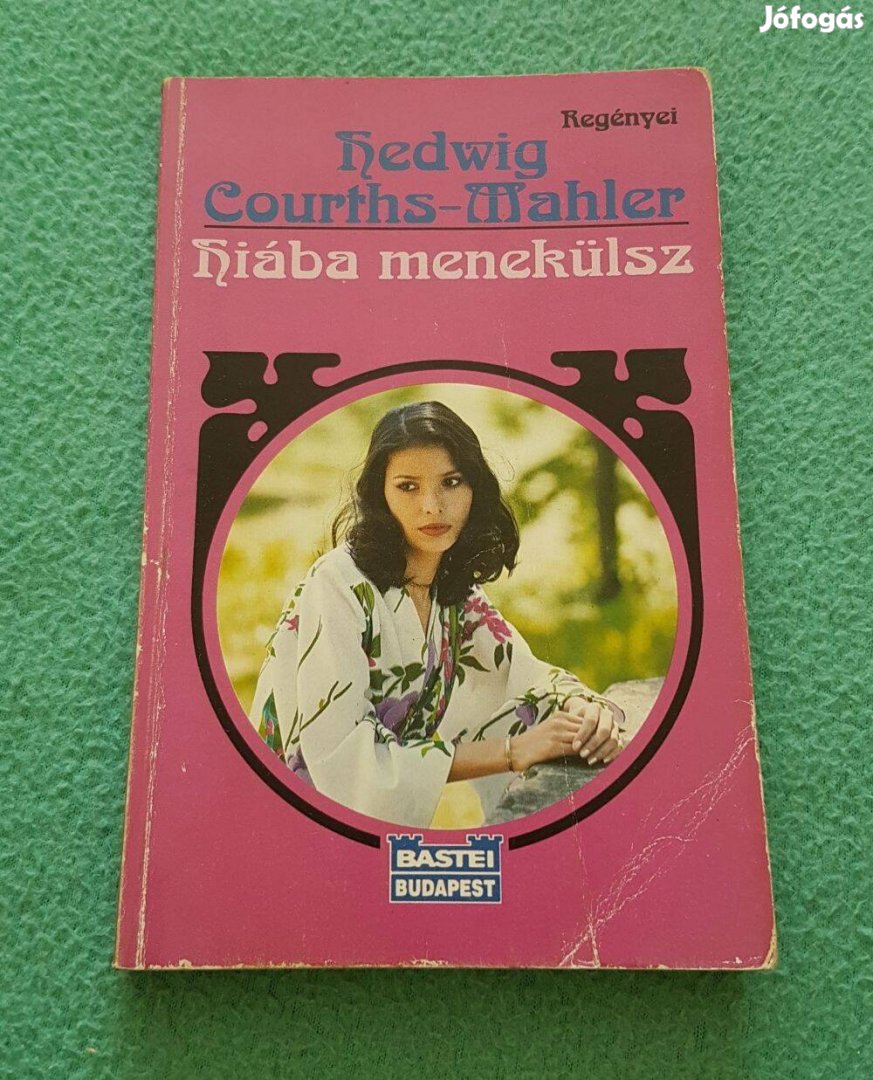 Jófogás
Regényei
Hedwig
Courths-Mahler
Hiába menekülsz
BASTEI
BUDAPEST